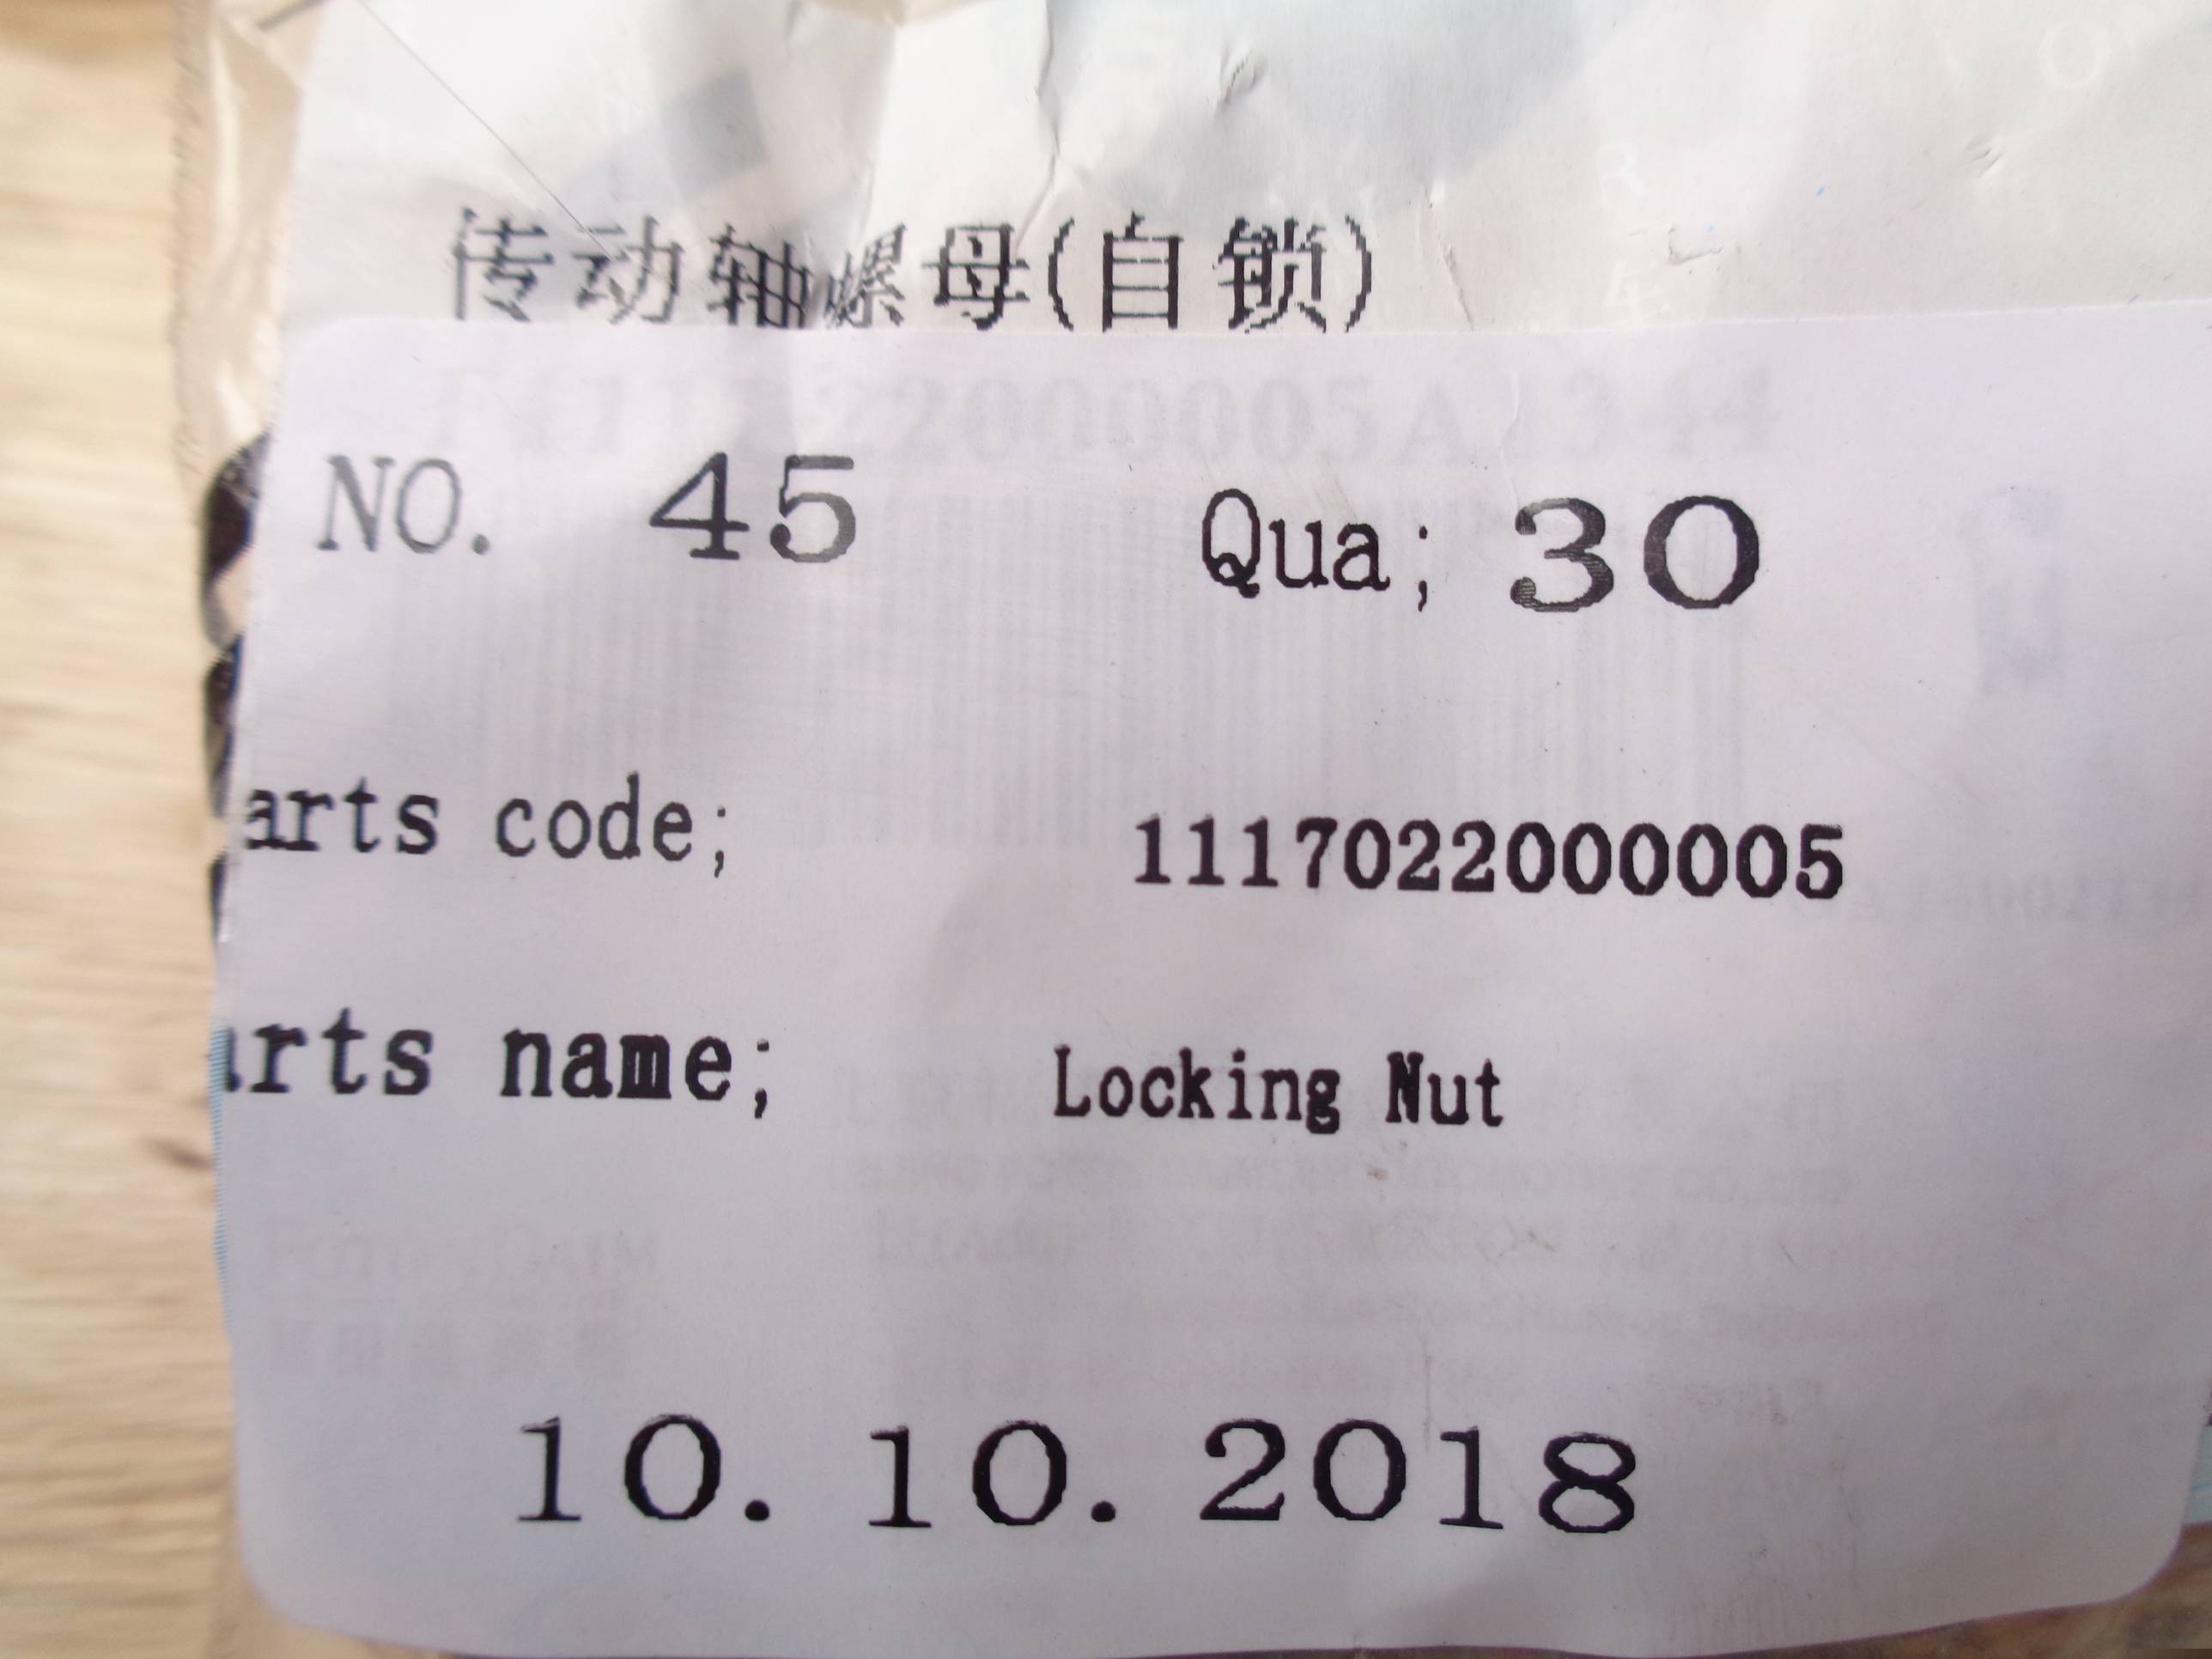 传动轴螺母(自锁)
NO. 45 Qua; 30
arts code; 1117022000005
arts name; Locking Nut
10. 10. 2018